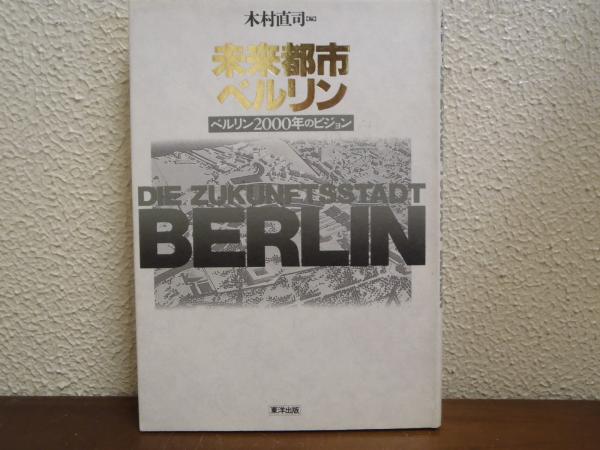 木村直司 編
未来都市
ベルリン
ベルリン2000年のビジョン
DIE ZUKUNFTSSTADT
BERLIN
東洋出版